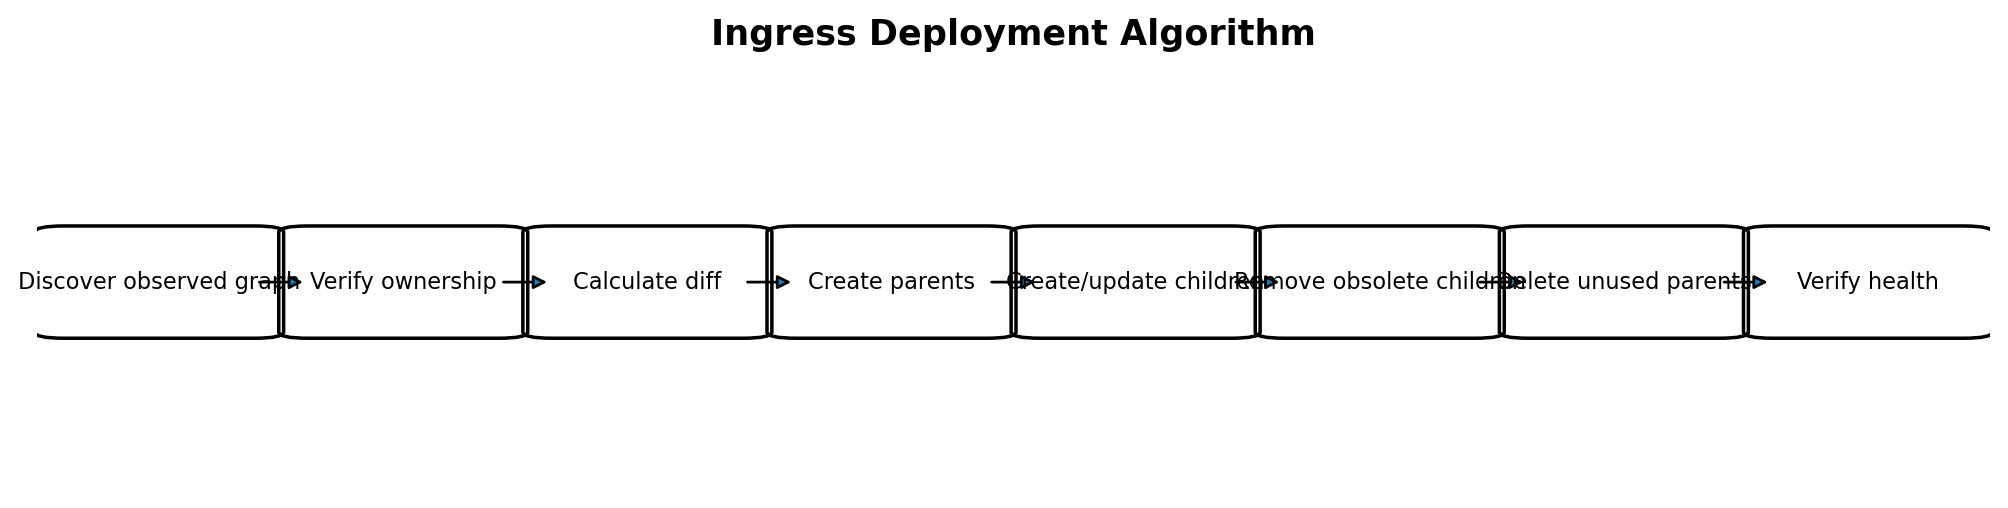 Ingress Deployment Algorithm
Discover observed graph
Verify ownership
Calculate diff
Create parents
Create/update children
Remove obsolete children
Delete unused parents
Verify health